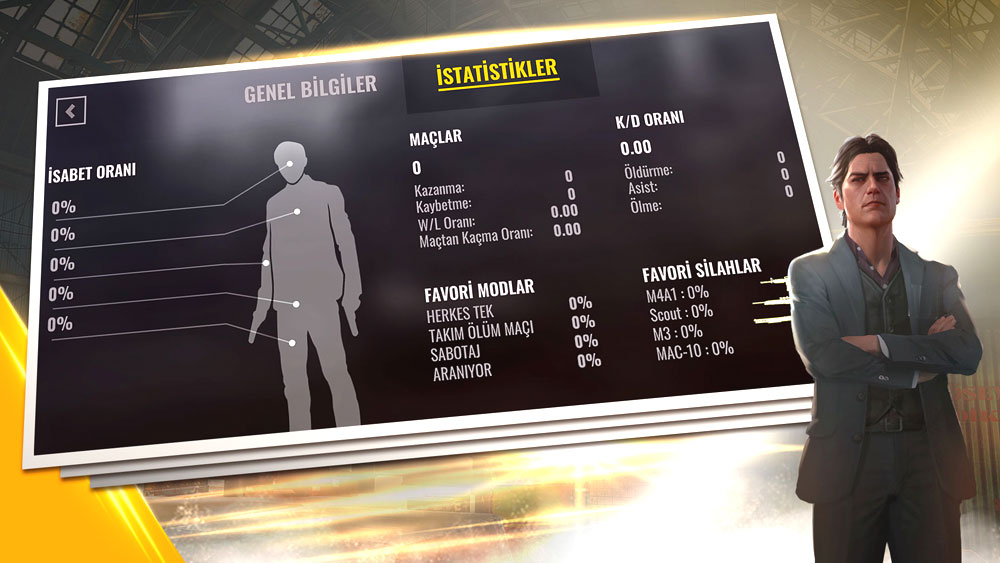 GENEL BİLGİLER
İSTATİSTİKLER
İSABET ORANI
0%
0%
0%
0%
0%
MAÇLAR
0
Kazanma: 0
Kaybetme: 0
W/L Oranı: 0.00
Maçtan Kaçma Oranı: 0.00
K/D ORANI
0.00
Öldürme: 0
Asist: 0
Ölme: 0
FAVORİ MODLAR
HERKES TEK 0%
TAKIM ÖLÜM MAÇI 0%
SABOTAJ 0%
ARANIYOR 0%
FAVORİ SİLAHLAR
M4A1 : 0%
Scout : 0%
M3 : 0%
MAC-10 : 0%